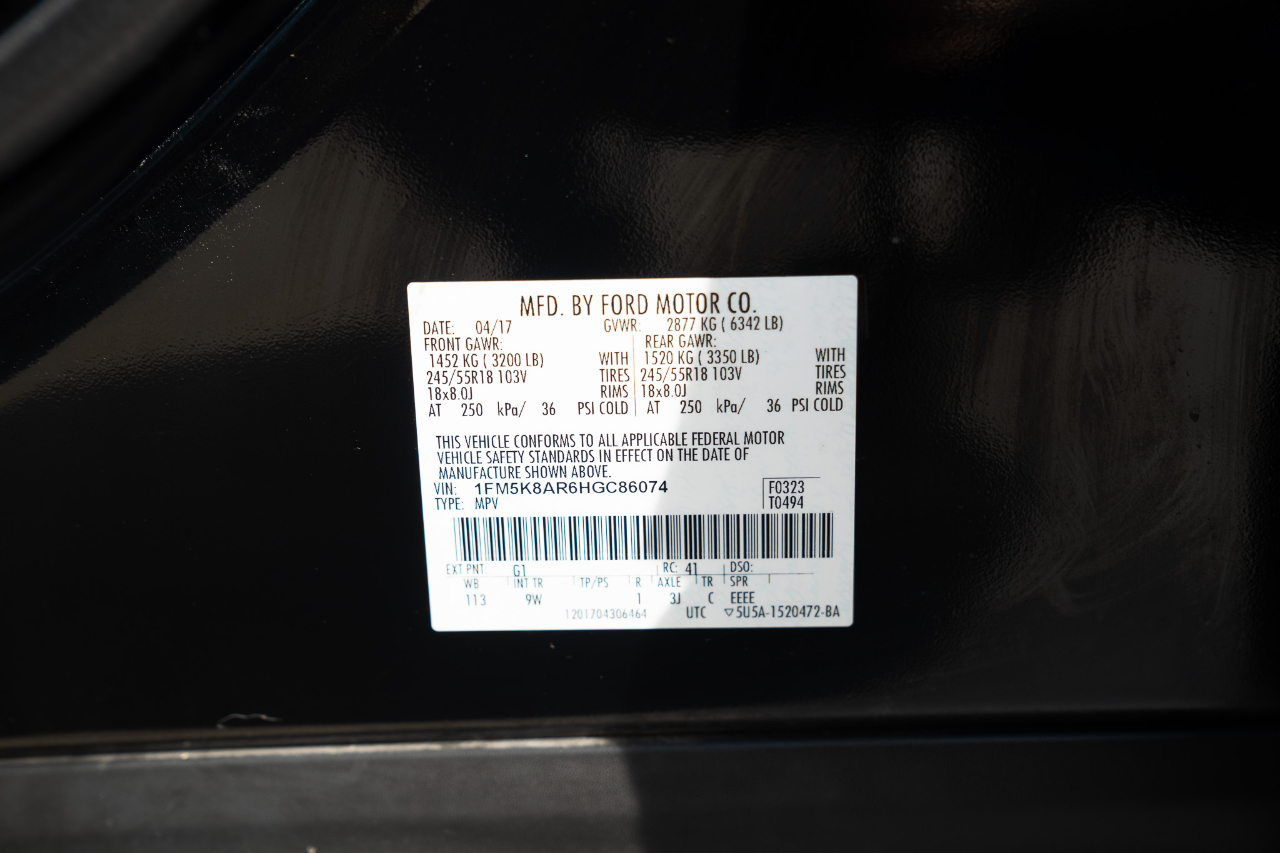 MFD. BY FORD MOTOR CO.
DATE: 04/17 GVWR: 2877 KG ( 6342 LB)
FRONT GAWR: REAR GAWR:
1452 KG ( 3200 LB) WITH 1520 KG ( 3350 LB) WITH
245/55R18 103V TIRES 245/55R18 103V TIRES
18x8.0J RIMS 18x8.0J RIMS
AT 250 kPa/ 36 PSI COLD AT 250 kPa/ 36 PSI COLD
THIS VEHICLE CONFORMS TO ALL APPLICABLE FEDERAL MOTOR
VEHICLE SAFETY STANDARDS IN EFFECT ON THE DATE OF
MANUFACTURE SHOWN ABOVE.
VIN: 1FM5K8AR6HGC86074 F0323
TYPE: MPV T0494
EXT PNT: G1 RC: 41 DSO:
WB INT TR TP/PS R AXLE TR SPR
113 9W 1 3J C EEEE
1201704306464 UTC ▽5U5A-1520472-BA